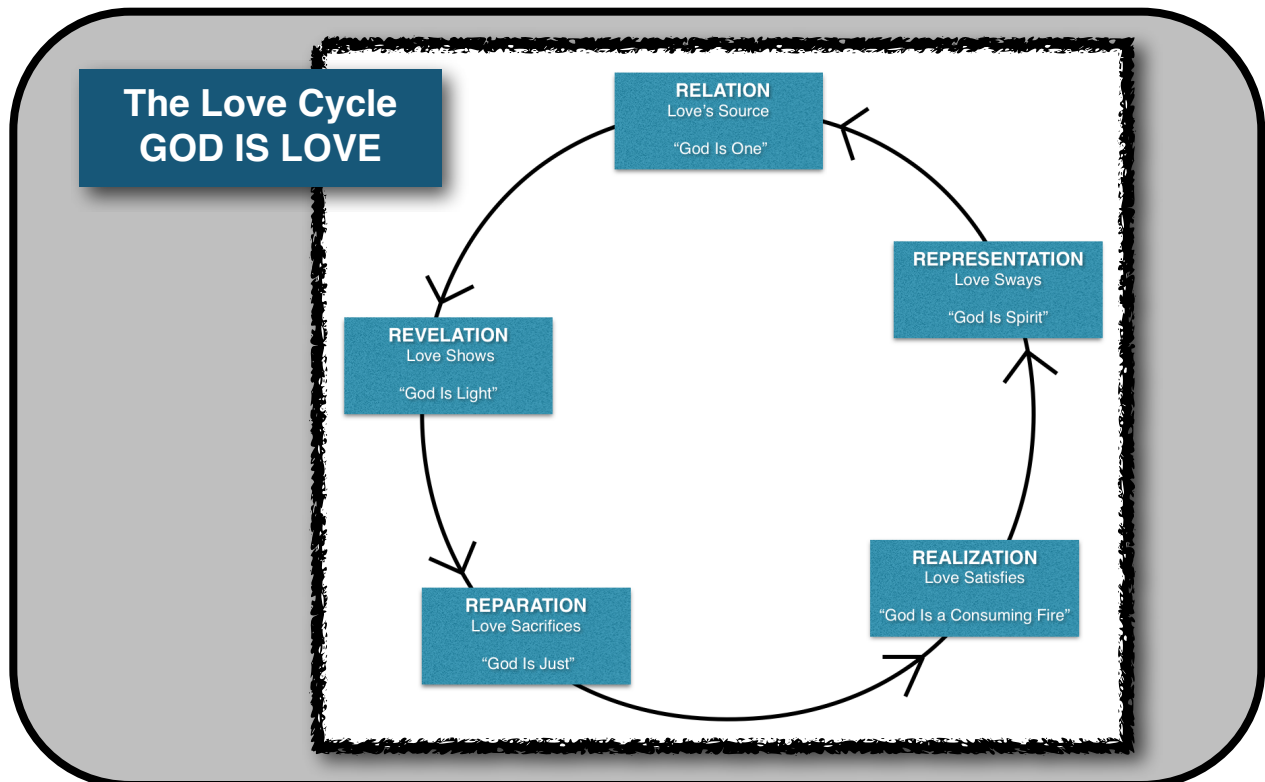 The Love Cycle
GOD IS LOVE
RELATION
Love’s Source
“God Is One”
REVELATION
Love Shows
“God Is Light”
REPARATION
Love Sacrifices
“God Is Just”
REALIZATION
Love Satisfies
“God Is a Consuming Fire”
REPRESENTATION
Love Sways
“God Is Spirit”